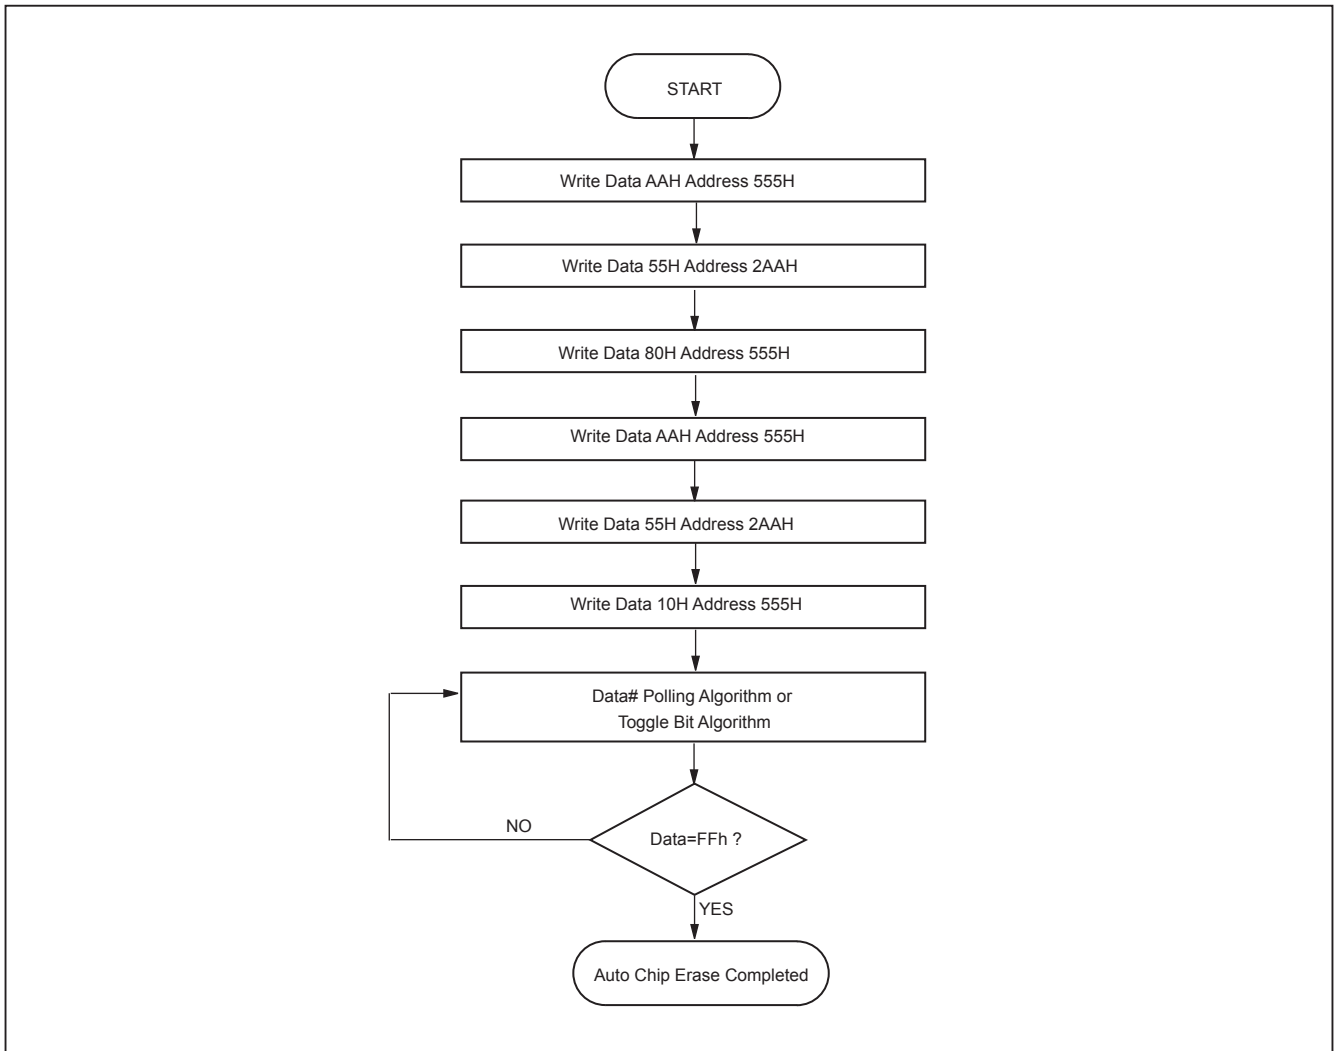 START
Write Data AAH Address 555H
Write Data 55H Address 2AAH
Write Data 80H Address 555H
Write Data AAH Address 555H
Write Data 55H Address 2AAH
Write Data 10H Address 555H
Data# Polling Algorithm or
Toggle Bit Algorithm
NO
Data=FFh ?
YES
Auto Chip Erase Completed